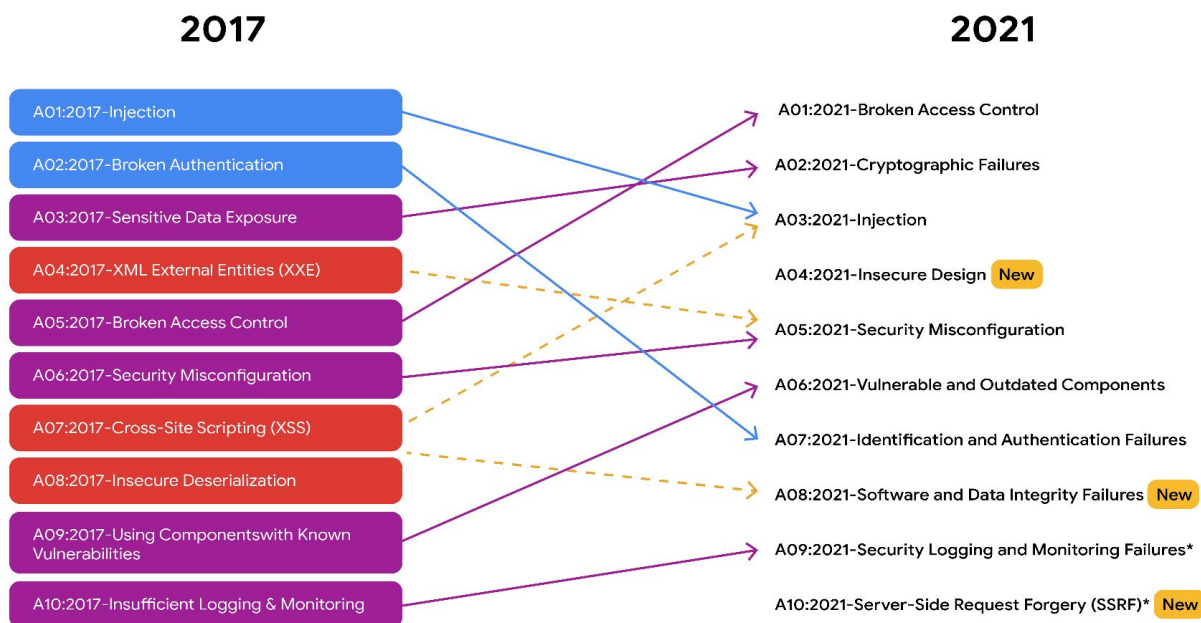 2017
2021
A01:2017-Injection
A02:2017-Broken Authentication
A03:2017-Sensitive Data Exposure
A04:2017-XML External Entities (XXE)
A05:2017-Broken Access Control
A06:2017-Security Misconfiguration
A07:2017-Cross-Site Scripting (XSS)
A08:2017-Insecure Deserialization
A09:2017-Using Componentswith Known
Vulnerabilities
A10:2017-Insufficient Logging & Monitoring
A01:2021-Broken Access Control
A02:2021-Cryptographic Failures
A03:2021-Injection
A04:2021-Insecure Design New
A05:2021-Security Misconfiguration
A06:2021-Vulnerable and Outdated Components
A07:2021-Identification and Authentication Failures
A08:2021-Software and Data Integrity Failures New
A09:2021-Security Logging and Monitoring Failures*
A10:2021-Server-Side Request Forgery (SSRF)* New